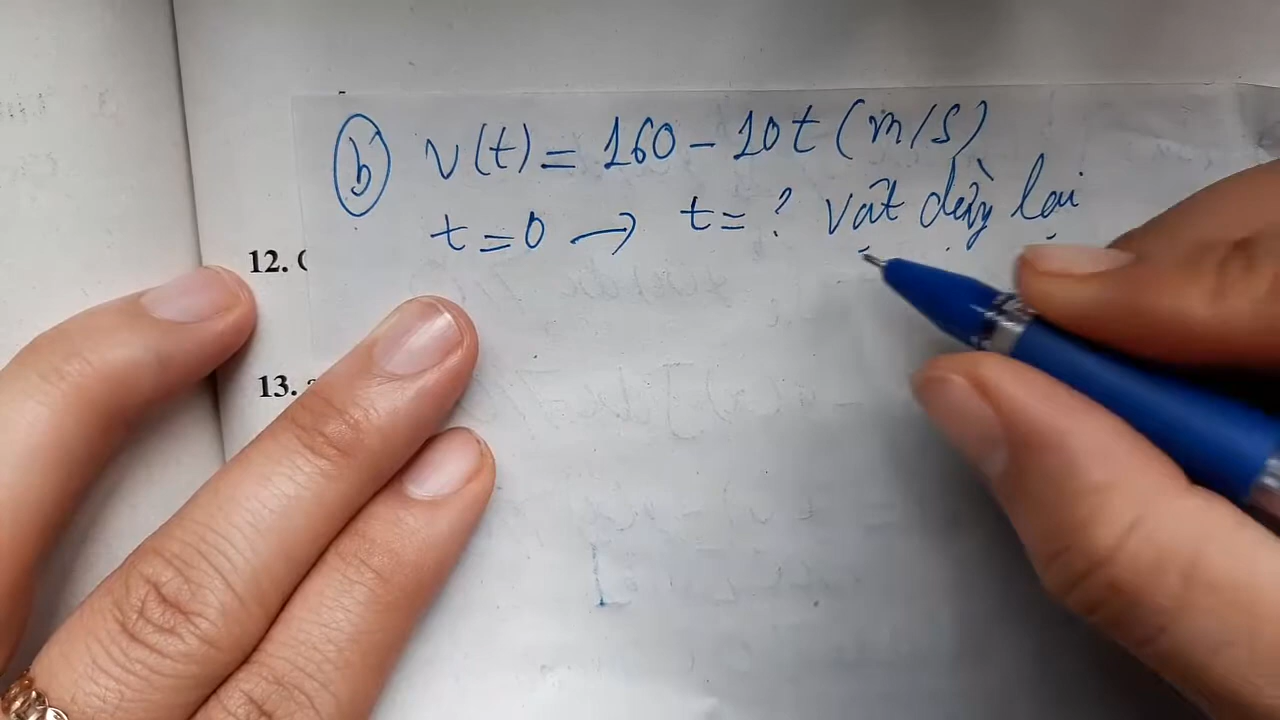 b) v(t) = 160 - 10t (m/s)
t = 0 → t = ? vật dừng lại
12. (
13.